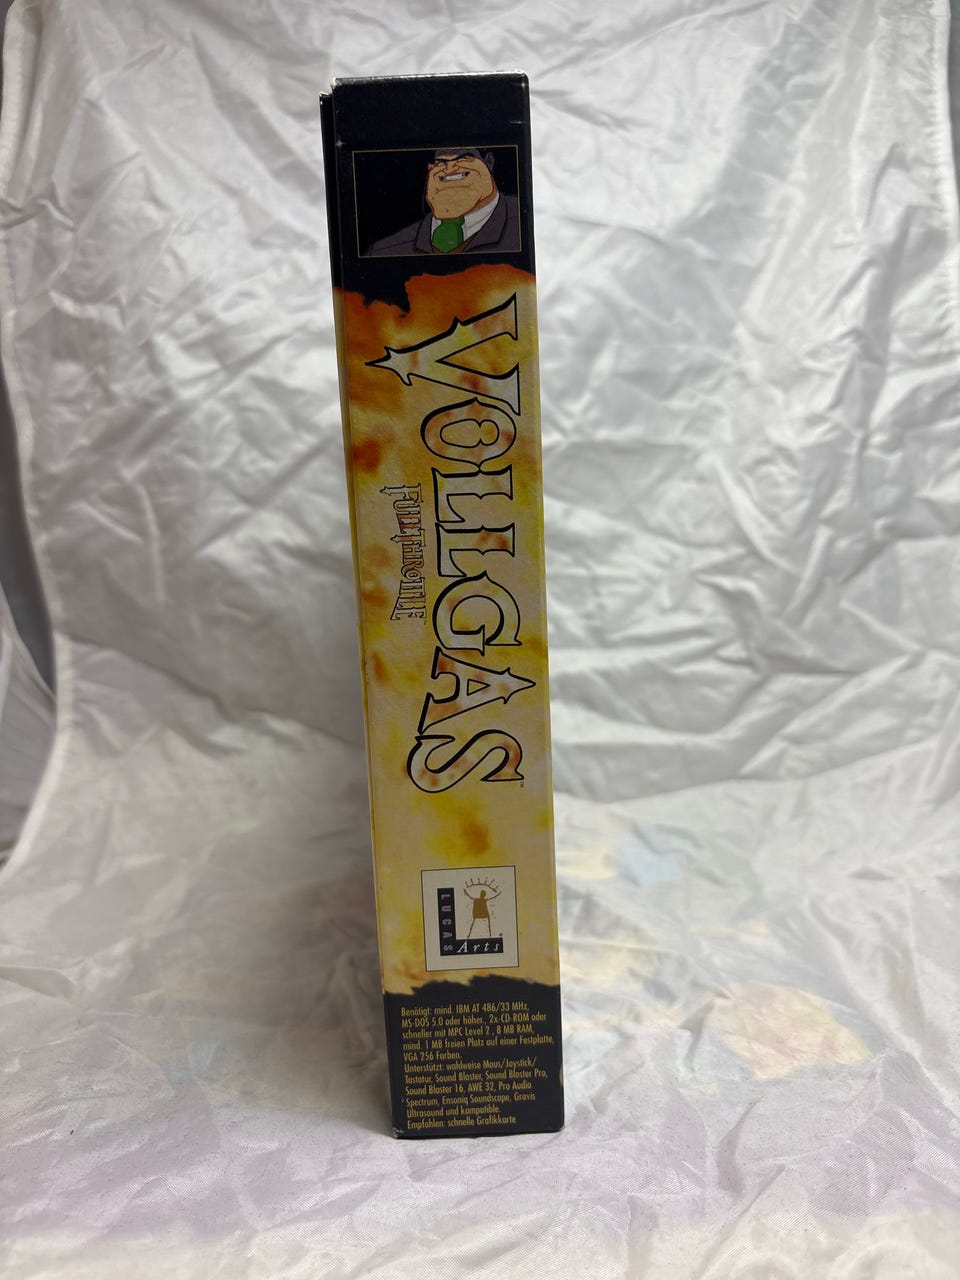 VOLLGAS™
FULL THROTTLE™
LUCAS
Arts®
Benötigt: mind. IBM AT 486/33 MHz,
MS-DOS 5.0 oder höher., 2x-CD-ROM oder
schneller mit MPC Level 2 , 8 MB RAM,
mind. 1 MB freien Platz auf einer Festplatte,
VGA 256 Farben.
Unterstützt: wahlweise Maus/Joystick/
Tastatur, Sound Blaster, Sound Blaster Pro,
Sound Blaster 16, AWE 32, Pro Audio
Spectrum, Ensoniq Soundscape, Gravis
Ultrasound und kompatible.
Empfohlen: schnelle Grafikkarte